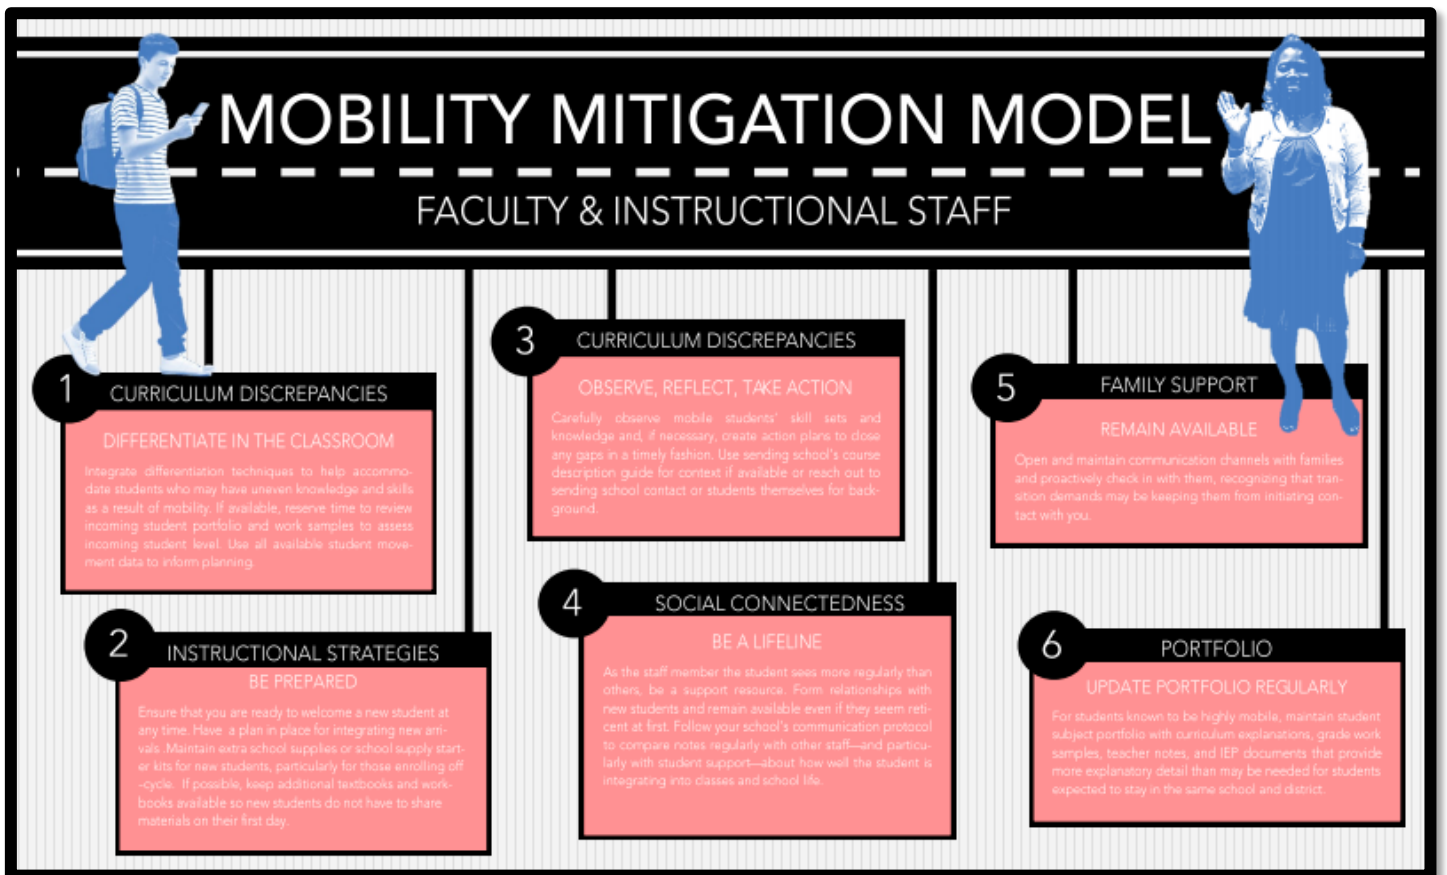 MOBILITY MITIGATION MODEL
FACULTY & INSTRUCTIONAL STAFF
1
CURRICULUM DISCREPANCIES
DIFFERENTIATE IN THE CLASSROOM
Integrate differentiation techniques to help accommo-
date students who may have uneven knowledge and skills
as a result of mobility. If available, reserve time to review
incoming student portfolio and work samples to assess
incoming student level. Use all available student move-
ment data to inform planning.
2
INSTRUCTIONAL STRATEGIES
BE PREPARED
Ensure that you are ready to welcome a new student at
any time. Have a plan in place for integrating new arri-
vals .Maintain extra school supplies or school supply start-
er kits for new students, particularly for those enrolling off
-cycle. If possible, keep additional textbooks and work-
books available so new students do not have to share
materials on their first day.
3
CURRICULUM DISCREPANCIES
OBSERVE, REFLECT, TAKE ACTION
Carefully observe mobile students' skill sets and
knowledge and, if necessary, create action plans to close
any gaps in a timely fashion. Use sending school's course
description guide for context if available or reach out to
sending school contact or students themselves for back-
ground.
4
SOCIAL CONNECTEDNESS
BE A LIFELINE
As the staff member the student sees more regularly than
others, be a support resource. Form relationships with
new students and remain available even if they seem reti-
cent at first. Follow your school's communication protocol
to compare notes regularly with other staff—and particu-
larly with student support—about how well the student is
integrating into classes and school life.
5
FAMILY SUPPORT
REMAIN AVAILABLE
Open and maintain communication channels with families
and proactively check in with them, recognizing that tran-
sition demands may be keeping them from initiating con-
tact with you.
6
PORTFOLIO
UPDATE PORTFOLIO REGULARLY
For students known to be highly mobile, maintain student
subject portfolio with curriculum explanations, grade work
samples, teacher notes, and IEP documents that provide
more explanatory detail than may be needed for students
expected to stay in the same school and district.